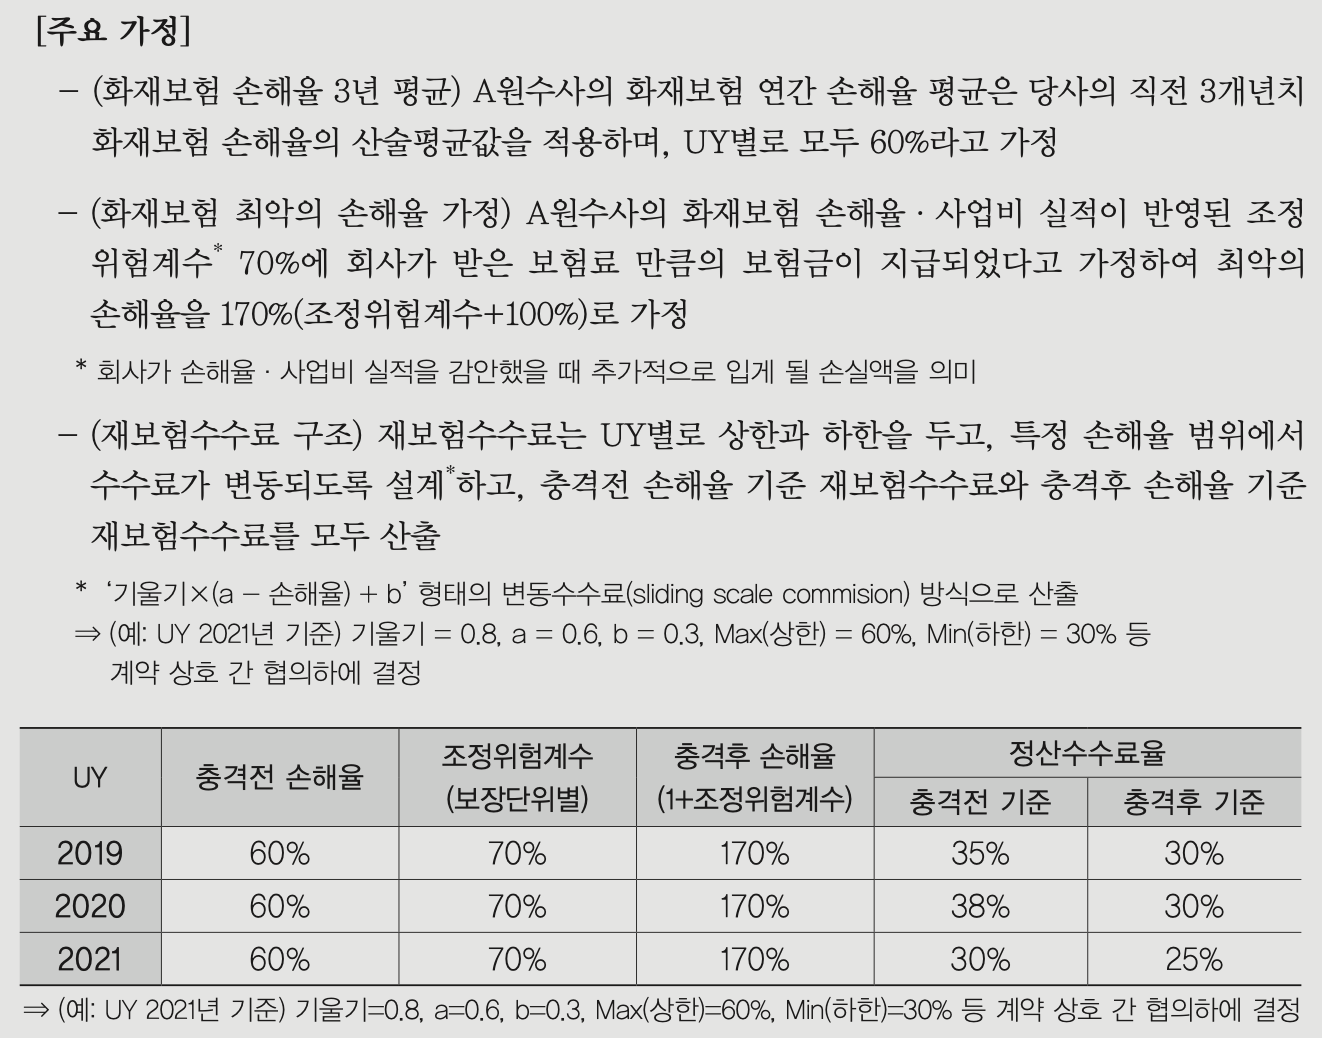 [주요 가정]
– (화재보험 손해율 3년 평균) A원수사의 화재보험 연간 손해율 평균은 당사의 직전 3개년치
화재보험 손해율의 산술평균값을 적용하며, UY별로 모두 60%라고 가정
– (화재보험 최악의 손해율 가정) A원수사의 화재보험 손해율 · 사업비 실적이 반영된 조정
위험계수* 70%에 회사가 받은 보험료 만큼의 보험금이 지급되었다고 가정하여 최악의
손해율을 170%(조정위험계수+100%)로 가정
* 회사가 손해율 · 사업비 실적을 감안했을 때 추가적으로 입게 될 손실액을 의미
– (재보험수수료 구조) 재보험수수료는 UY별로 상한과 하한을 두고, 특정 손해율 범위에서
수수료가 변동되도록 설계*하고, 충격전 손해율 기준 재보험수수료와 충격후 손해율 기준
재보험수수료를 모두 산출
* ‘기울기×(a – 손해율) + b’ 형태의 변동수수료(sliding scale commision) 방식으로 산출
⇒ (예: UY 2021년 기준) 기울기 = 0.8, a = 0.6, b = 0.3, Max(상한) = 60%, Min(하한) = 30% 등
계약 상호 간 협의하에 결정
UY 충격전 손해율 조정위험계수 (보장단위별) 충격후 손해율 (1+조정위험계수) 정산수수료율
충격전 기준 충격후 기준
2019 60% 70% 170% 35% 30%
2020 60% 70% 170% 38% 30%
2021 60% 70% 170% 30% 25%
⇒ (예: UY 2021년 기준) 기울기=0.8, a=0.6, b=0.3, Max(상한)=60%, Min(하한)=30% 등 계약 상호 간 협의하에 결정